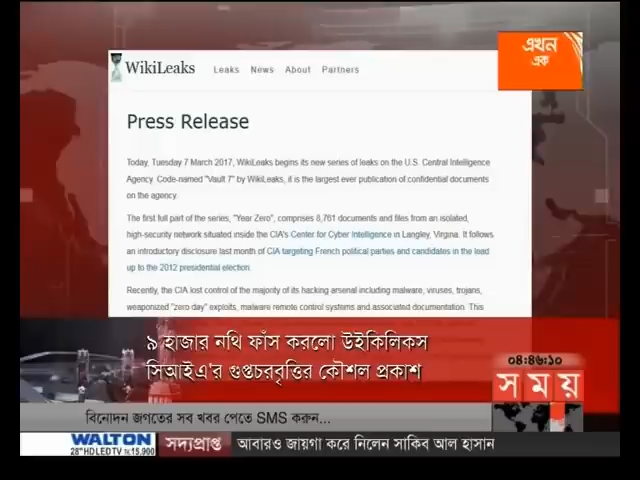 এখন
এক
WikiLeaks Leaks News About Partners
Press Release
Today, Tuesday 7 March 2017, WikiLeaks begins its new series of leaks on the U.S. Central Intelligence
Agency. Code-named "Vault 7" by WikiLeaks, it is the largest ever publication of confidential documents
on the agency.
The first full part of the series, "Year Zero", comprises 8,761 documents and files from an isolated,
high-security network situated inside the CIA's Center for Cyber Intelligence in Langley, Virgina. It follows
an introductory disclosure last month of CIA targeting French political parties and candidates in the lead
up to the 2012 presidential election.
Recently, the CIA lost control of the majority of its hacking arsenal including malware, viruses, trojans,
weaponized "zero day" exploits, malware remote control systems and associated documentation. This
৯ হাজার নথি ফাঁস করলো উইকিলিকস
সিআইএ'র গুপ্তচরবৃত্তির কৌশল প্রকাশ
০৪:৪৬:১০
সময়
বিনোদন জগতের সব খবর পেতে SMS করুন...
WALTON
28" HD LED TV Tk 15,900
সদ্যপ্রাপ্ত আবারও জায়গা করে নিলেন সাকিব আল হাসান